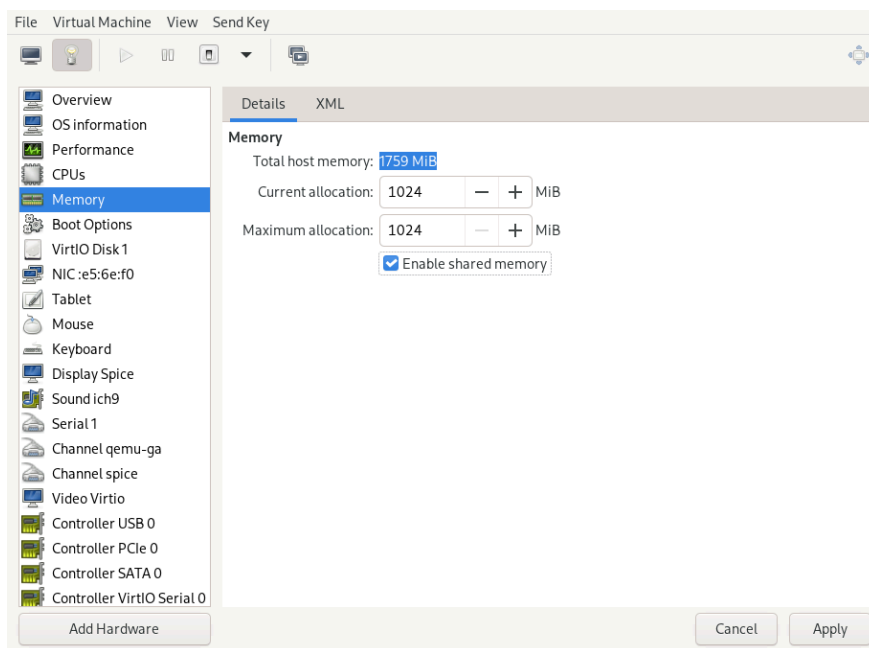 File Virtual Machine View Send Key
Overview
OS information
Performance
CPUs
Memory
Boot Options
VirtIO Disk 1
NIC :e5:6e:f0
Tablet
Mouse
Keyboard
Display Spice
Sound ich9
Serial 1
Channel qemu-ga
Channel spice
Video Virtio
Controller USB 0
Controller PCIe 0
Controller SATA 0
Controller VirtIO Serial 0
Add Hardware
Details XML
Memory
Total host memory: 1759 MiB
Current allocation: 1024 MiB
Maximum allocation: 1024 MiB
Enable shared memory
Cancel Apply